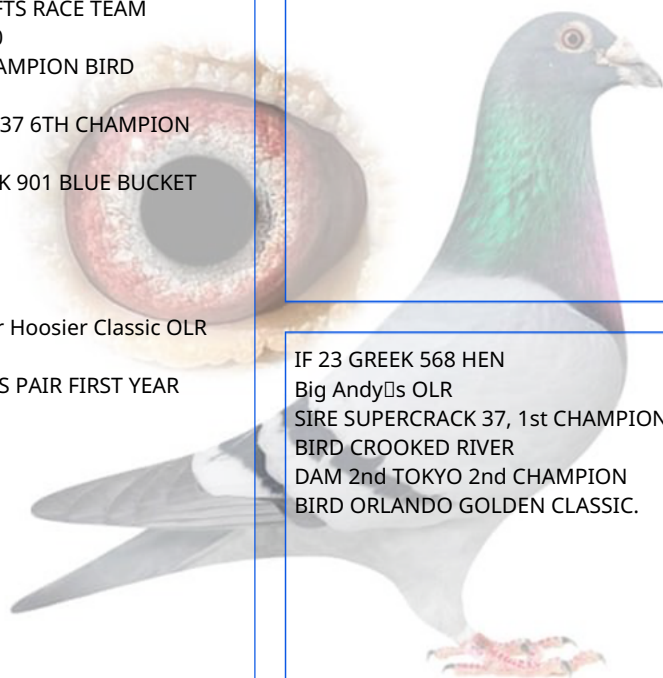 FTS RACE TEAM
0
AMPION BIRD
37 6TH CHAMPION
K 901 BLUE BUCKET
r Hoosier Classic OLR
S PAIR FIRST YEAR
IF 23 GREEK 568 HEN
Big Andy▯s OLR
SIRE SUPERCRACK 37, 1st CHAMPION
BIRD CROOKED RIVER
DAM 2nd TOKYO 2nd CHAMPION
BIRD ORLANDO GOLDEN CLASSIC.